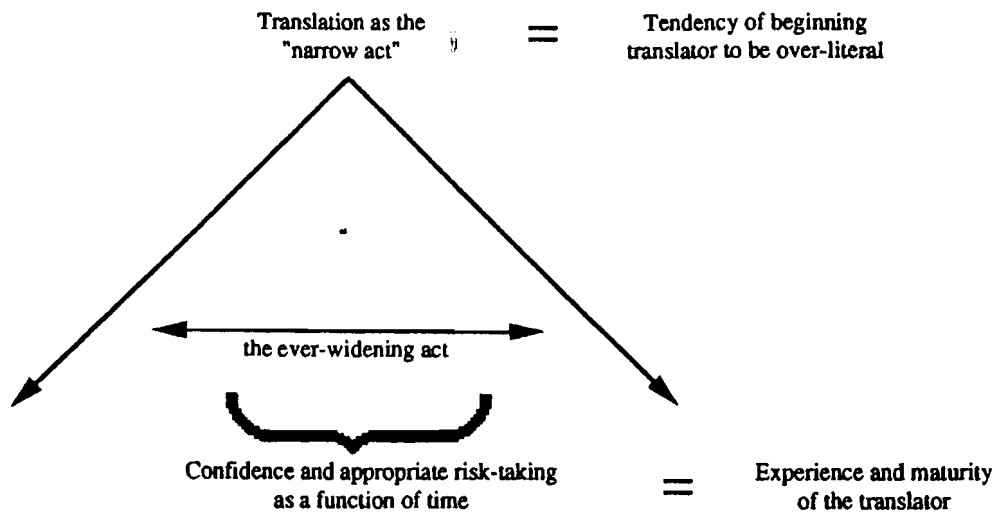 Translation as the
"narrow act"
=
Tendency of beginning
translator to be over-literal
the ever-widening act
Confidence and appropriate risk-taking
as a function of time
=
Experience and maturity
of the translator